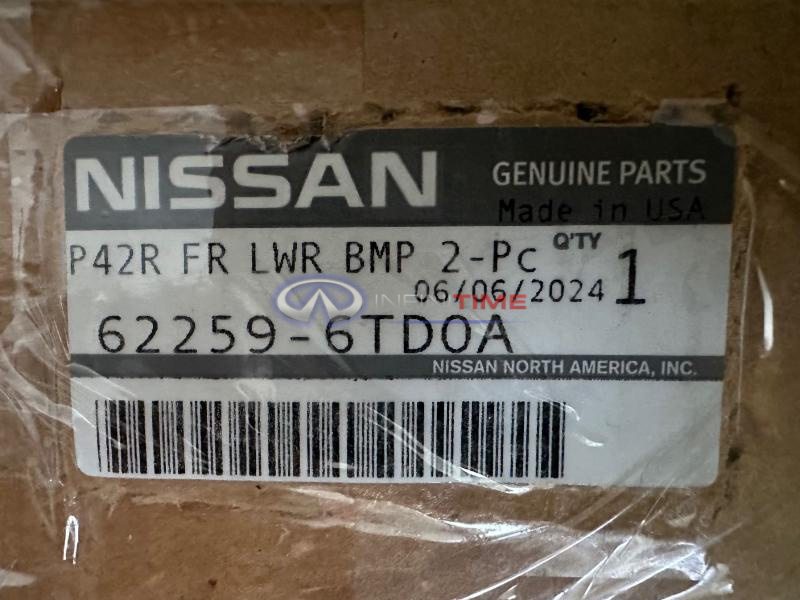 NISSAN GENUINE PARTS
Made in USA
P42R FR LWR BMP 2-Pc Q'TY 1
06/06/2024
INFINITIME
62259-6TD0A
NISSAN NORTH AMERICA, INC.